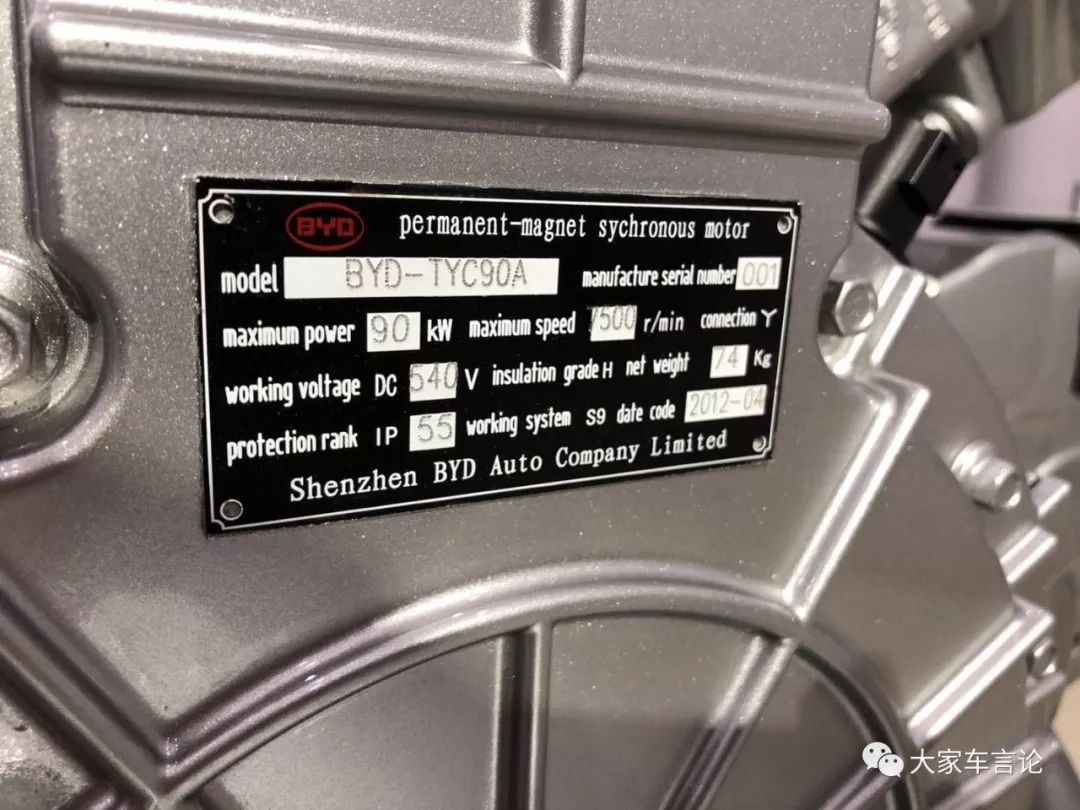 BYD permanent-magnet sychronous motor
model BYD-TYC90A manufacture serial number 001
maximum power 90 kW maximum speed 7500 r/min connection Y
working voltage DC 640 V insulation grade H net weight 74 Kg
protection rank IP 55 working system S9 date code 2012-04
Shenzhen BYD Auto Company Limited
大家车言论